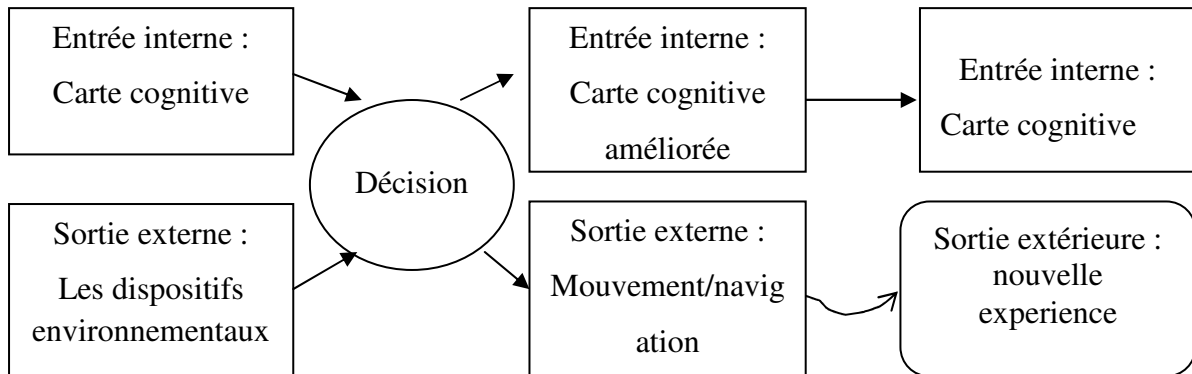 Entrée interne :
Carte cognitive
Entrée interne :
Carte cognitive
améliorée
Entrée interne :
Carte cognitive
Décision
Sortie externe :
Les dispositifs
environnementaux
Sortie externe :
Mouvement/navig
ation
Sortie extérieure :
nouvelle
experience